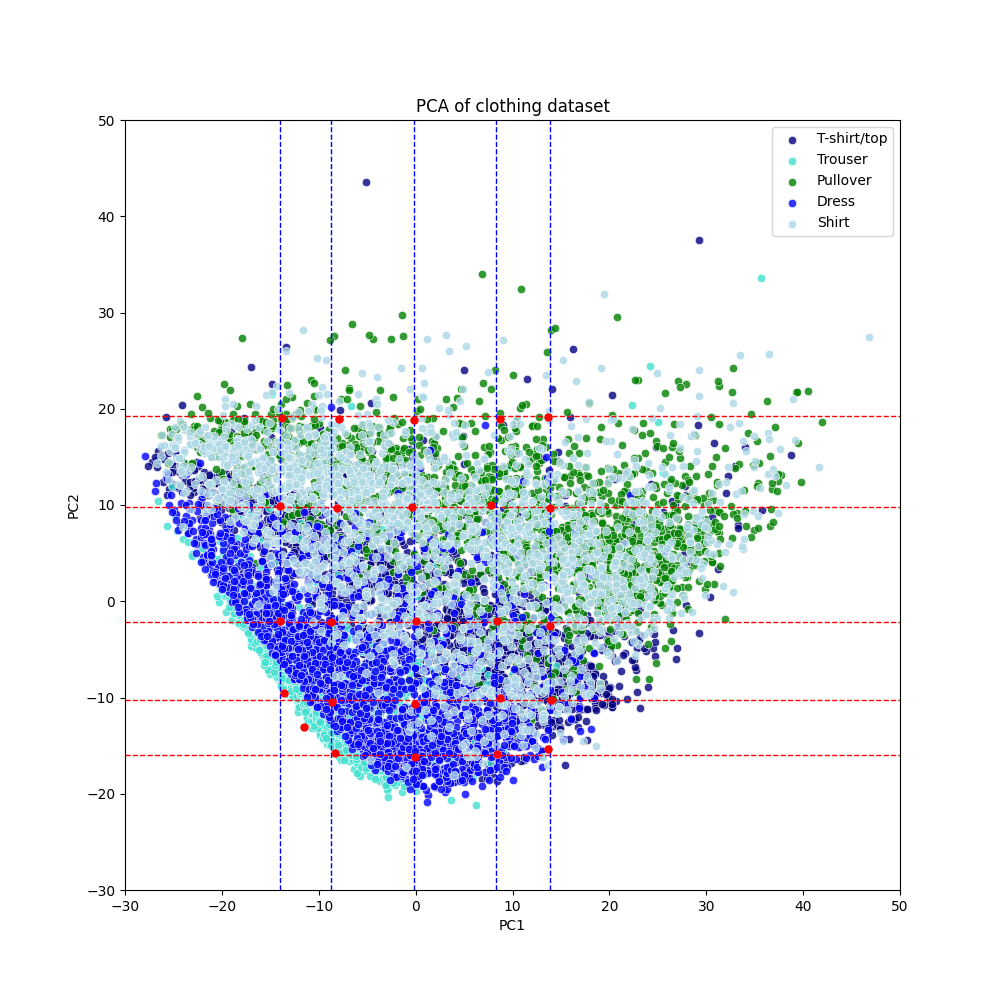 PCA of clothing dataset
T-shirt/top
Trouser
Pullover
Dress
Shirt
50
40
30
20
10
0
−10
−20
−30
PC2
−30 −20 −10 0 10 20 30 40 50
PC1